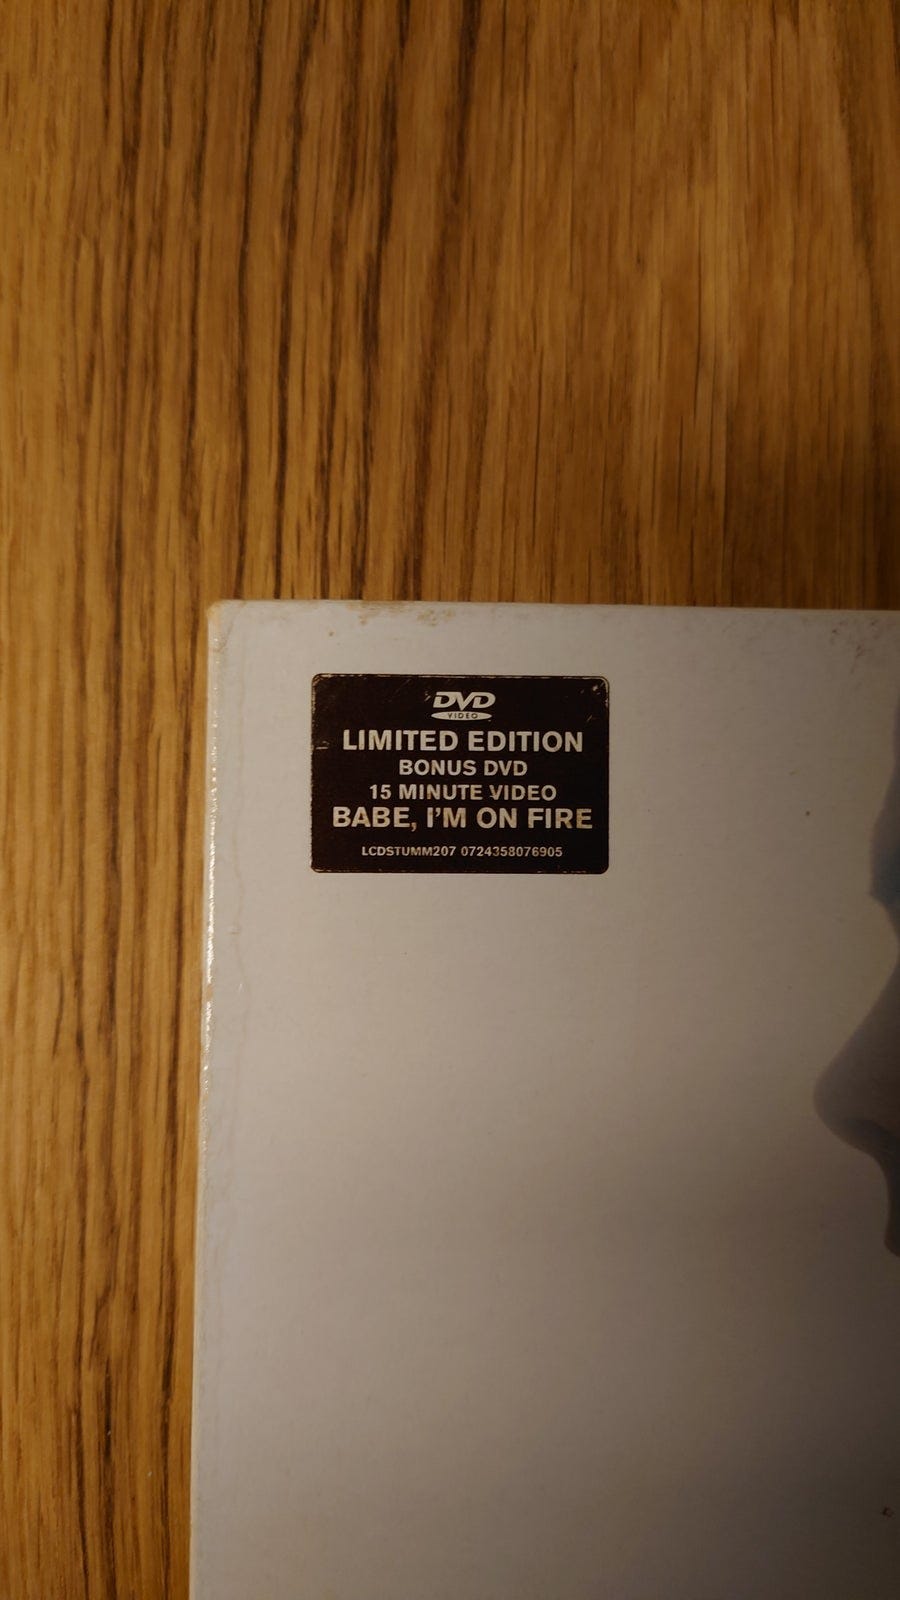 DVD
VIDEO
LIMITED EDITION
BONUS DVD
15 MINUTE VIDEO
BABE, I'M ON FIRE
LCDSTUMM207 0724358076905